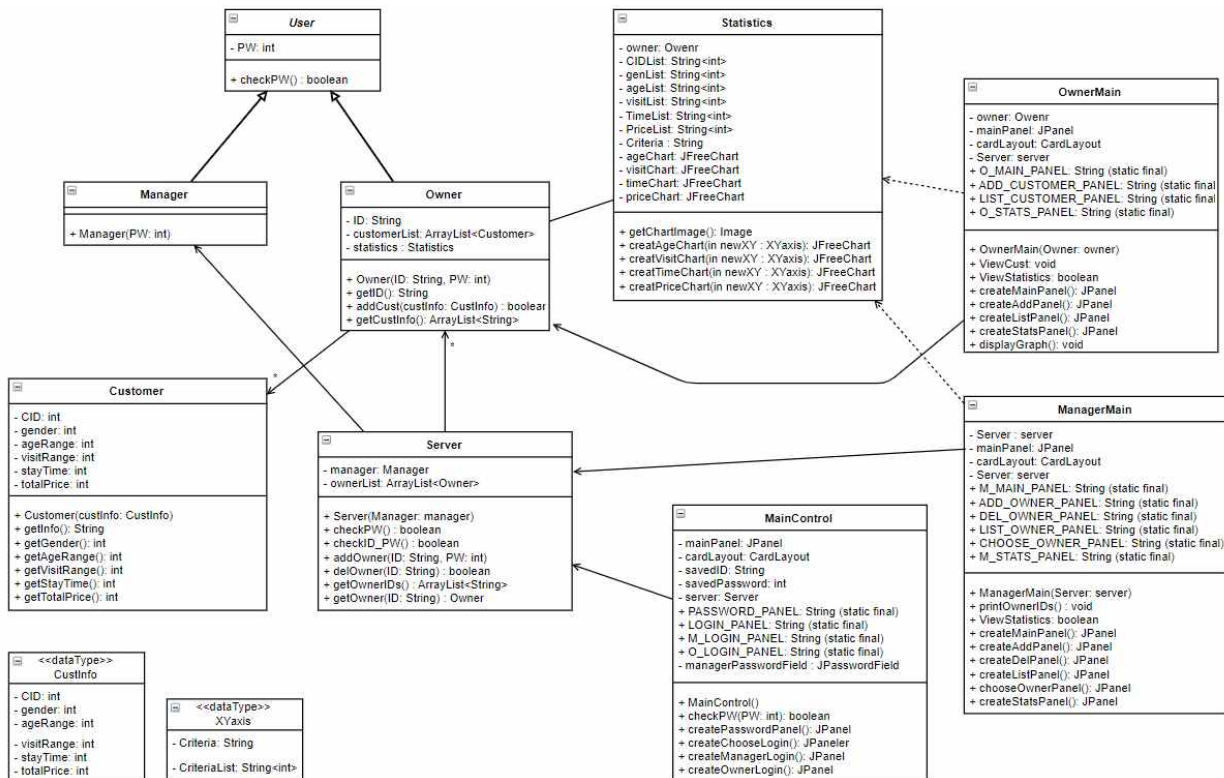 User
- PW: int
+ checkPW() : boolean
Statistics
- owner: Owenr
- CIDList: String<int>
- genList: String<int>
- ageList: String<int>
- visitList: String<int>
- TimeList: String<int>
- PriceList: String<int>
- Criteria : String
- ageChart: JFreeChart
- visitChart: JFreeChart
- timeChart: JFreeChart
- priceChart: JFreeChart
+ getChartImage(): Image
+ creatAgeChart(in newXY : XYaxis): JFreeChart
+ creatVisitChart(in newXY : XYaxis): JFreeChart
+ creatTimeChart(in newXY : XYaxis): JFreeChart
+ creatPriceChart(in newXY : XYaxis): JFreeChart
OwnerMain
- owner: Owenr
- mainPanel: JPanel
- cardLayout: CardLayout
- Server: server
+ O_MAIN_PANEL: String (static final)
+ ADD_CUSTOMER_PANEL: String (static final)
+ LIST_CUSTOMER_PANEL: String (static final)
+ O_STATS_PANEL: String (static final)
+ OwnerMain(Owner: owner)
+ ViewCust: void
+ ViewStatistics: boolean
+ createMainPanel(): JPanel
+ createAddPanel(): JPanel
+ createListPanel(): JPanel
+ createStatsPanel(): JPanel
+ displayGraph(): void
Manager
+ Manager(PW: int)
Owner
- ID: String
- customerList: ArrayList<Customer>
- statistics : Statistics
+ Owner(ID: String, PW: int)
+ getID(): String
+ addCust(custInfo: CustInfo) : boolear
+ getCustInfo(): ArrayList<String>
*
*
Customer
- CID: int
- gender: int
- ageRange: int
- visitRange: int
- stayTime: int
- totalPrice: int
+ Customer(custInfo: CustInfo)
+ getInfo(): String
+ getGender(): int
+ getAgeRange(): int
+ getVisitRange(): int
+ getStayTime(): int
+ getTotalPrice(): int
Server
- manager: Manager
- ownerList: ArrayList<Owner>
+ Server(Manager: manager)
+ checkPW() : boolean
+ checkID_PW() : boolean
+ addOwner(ID: String, PW: int)
+ delOwner(ID: String) : boolean
+ getOwnerIDs() : ArrayList<String>
+ getOwner(ID: String) : Owner
ManagerMain
- Server : server
- mainPanel: JPanel
- cardLayout: CardLayout
- Server: server
+ M_MAIN_PANEL: String (static final)
+ ADD_OWNER_PANEL: String (static final)
+ DEL_OWNER_PANEL: String (static final)
+ LIST_OWNER_PANEL: String (static final)
+ CHOOSE_OWNER_PANEL: String (static final)
+ M_STATS_PANEL: String (static final)
+ ManagerMain(Server: server)
+ printOwnerIDs() : void
+ ViewStatistics: boolean
+ createMainPanel(): JPanel
+ createAddPanel(): JPanel
+ createDelPanel(): JPanel
+ createListPanel(): JPanel
+ chooseOwnerPanel(): JPanel
+ createStatsPanel(): JPanel
MainControl
- mainPanel: JPanel
- cardLayout: CardLayout
- savedID: String
- savedPassword: int
- server: Server
+ PASSWORD_PANEL: String (static final)
+ LOGIN_PANEL: String (static final)
+ M_LOGIN_PANEL: String (static final)
+ O_LOGIN_PANEL: String (static final)
- managerPasswordField : JPasswordField
+ MainControl()
+ checkPW(PW: int): boolean
+ createPasswordPanel(): JPanel
+ createChooseLogin(): JPaneler
+ createManagerLogin(): JPanel
+ createOwnerLogin(): JPanel
<<dataType>>
CustInfo
- CID: int
- gender: int
- ageRange: int
- visitRange: int
- stayTime: int
- totalPrice: int
<<dataType>>
XYaxis
- Criteria: String
- CriteriaList: String<int>